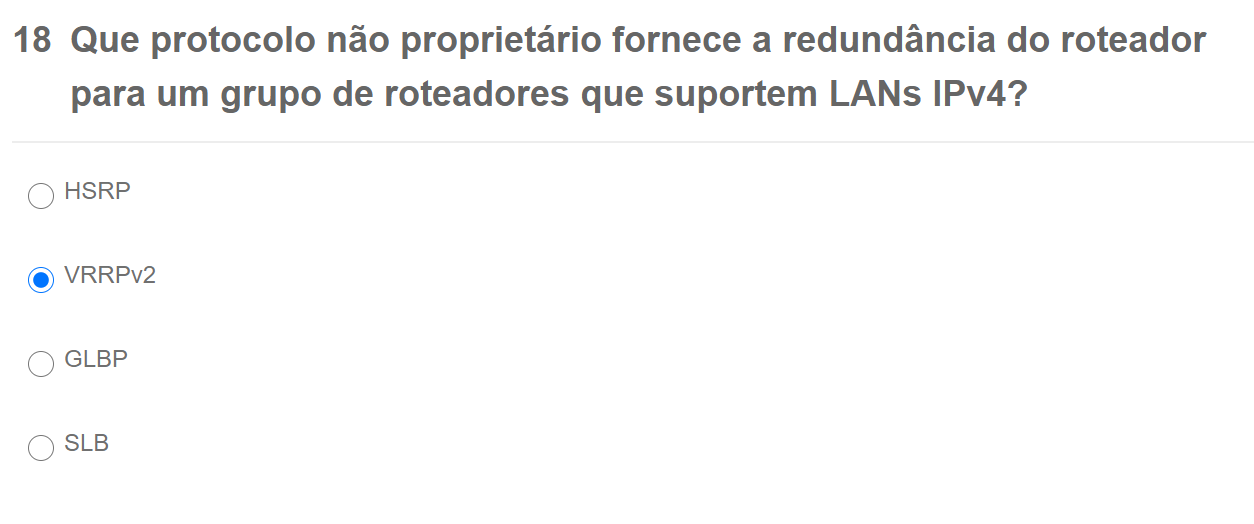 18 Que protocolo não proprietário fornece a redundância do roteador
para um grupo de roteadores que suportem LANs IPv4?
HSRP
VRRPv2
GLBP
SLB